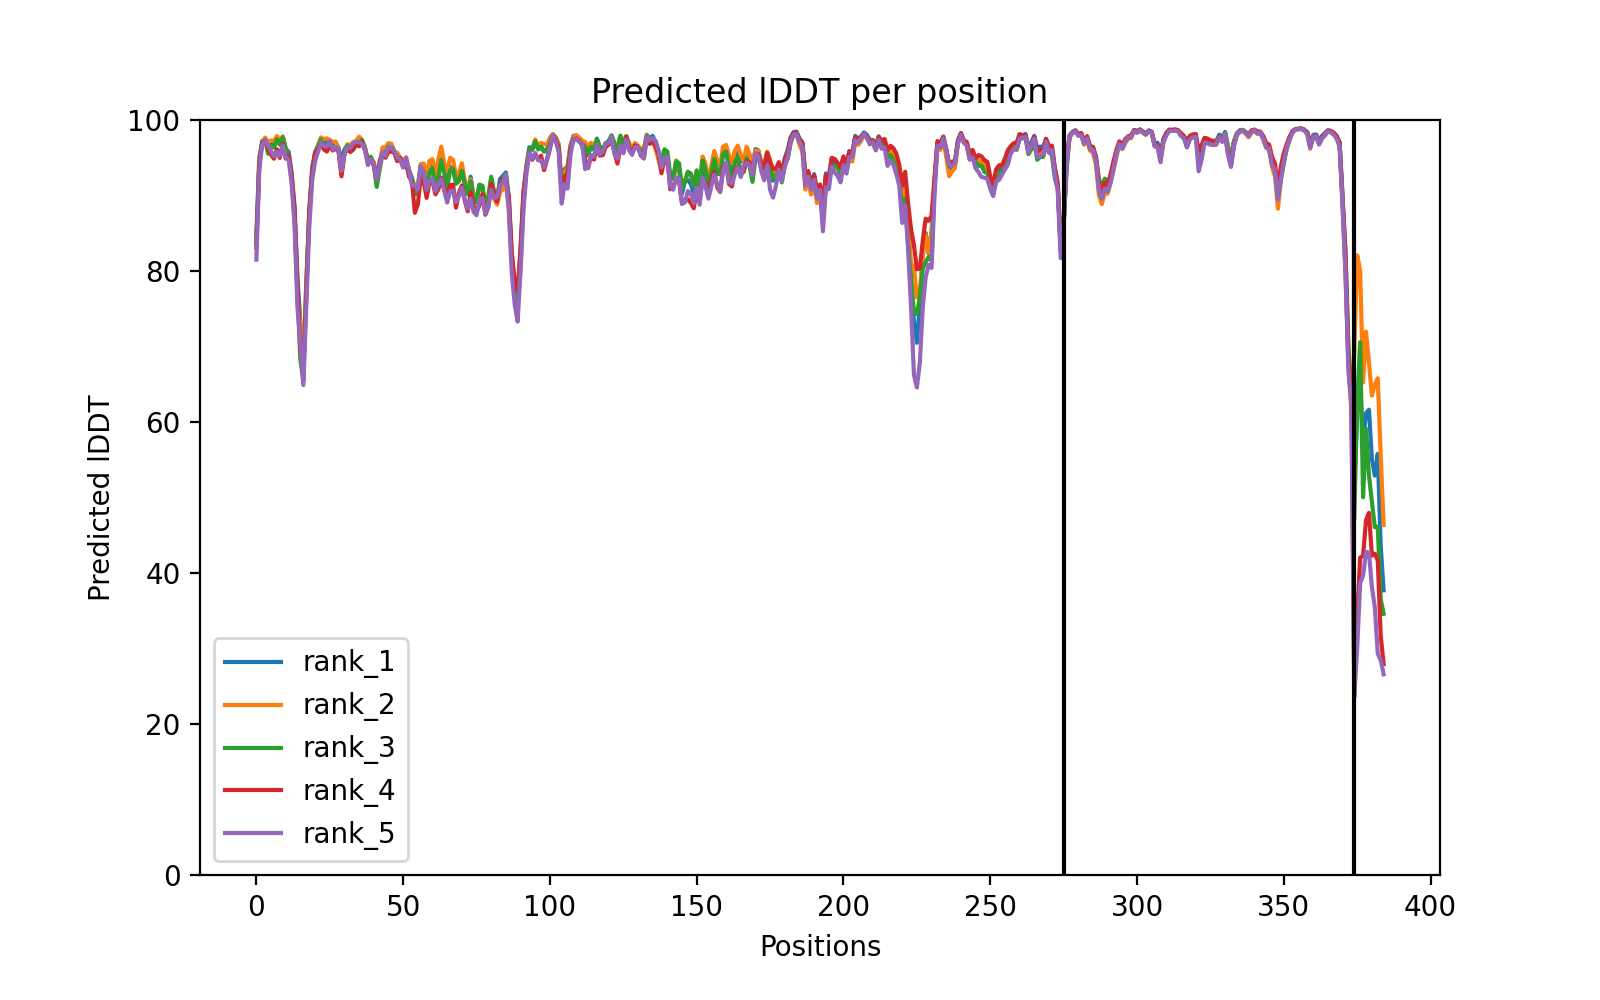 Predicted lDDT per position
100
80
60
40
20
0
Predicted lDDT
rank_1
rank_2
rank_3
rank_4
rank_5
0 50 100 150 200 250 300 350 400
Positions